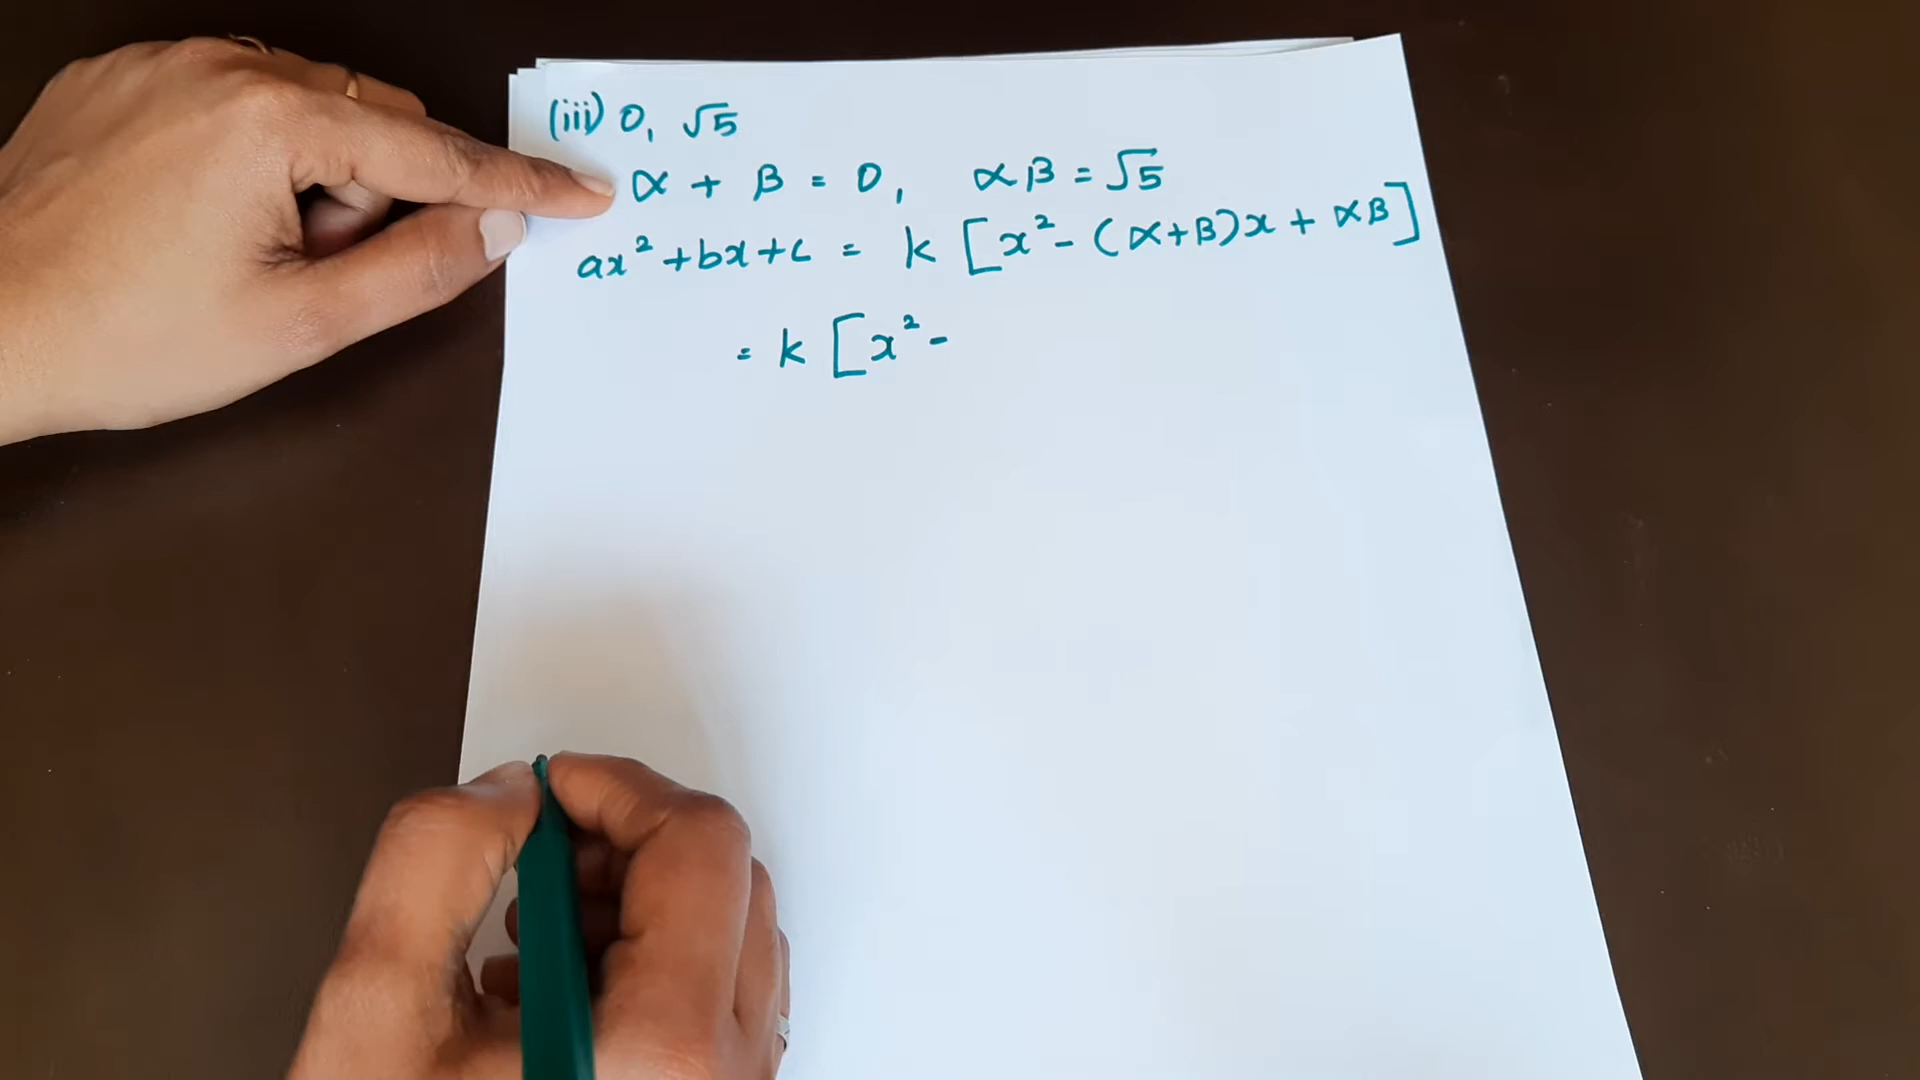 (iii) 0, √5
α + β = 0, αβ = √5
ax² + bx + c = k [x² - (α+β)x + αβ]
= k [x² -